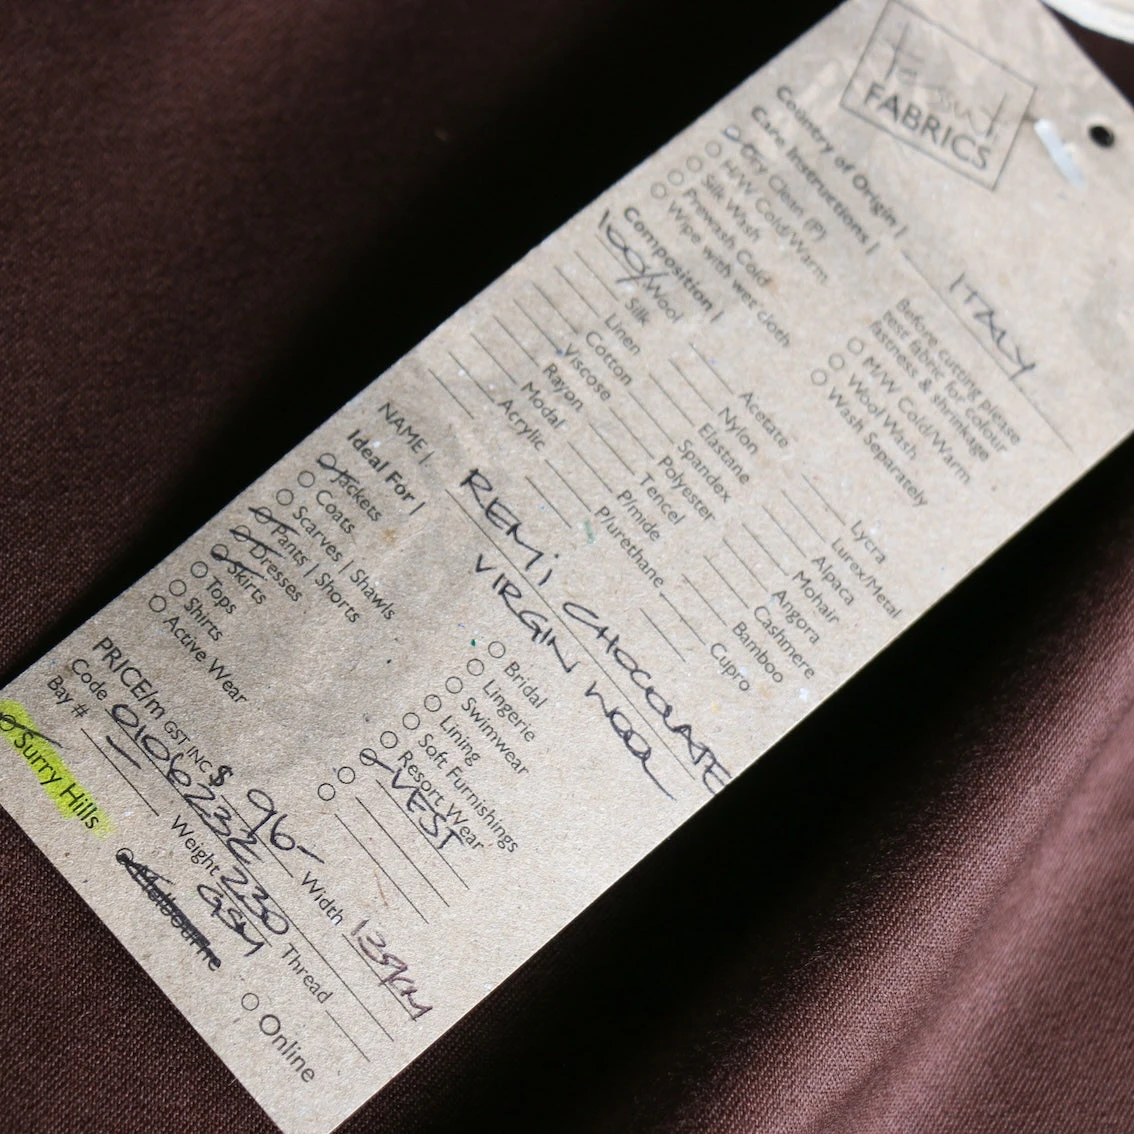 FABRICS
Country of Origin | ITALY
Care Instructions |
Dry Clean (P)
H/W Cold/Warm
Silk Wash
Prewash Cold
Wipe with wet cloth
Before cutting please
test fabric for colour
fastness & shrinkage
M/W Cold/Warm
Wool Wash
Wash Separately
Composition |
100% Wool
Silk
Linen
Cotton
Viscose
Rayon
Modal
Acrylic
Acetate
Nylon
Elastane
Spandex
Polyester
Tencel
P/mide
P/urethane
Lycra
Lurex/Metal
Alpaca
Mohair
Angora
Cashmere
Bamboo
Cupro
NAME | REMI CHOCOLATE
VIRGIN WOOL
Ideal For |
Jackets
Coats
Scarves | Shawls
Pants | Shorts
Dresses
Skirts
Tops
Shirts
Active Wear
Bridal
Lingerie
Swimwear
Lining
Soft Furnishings
Resort Wear
VEST
PRICE/m GST INC $ 96- Width
Code 0106232 Weight 230 GSM Thread
Bay # -
Surry Hills
Melbourne
Online